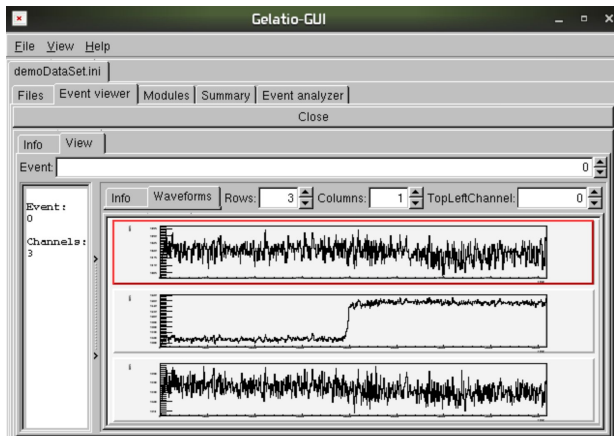 Gelatio-GUI
File View Help
demoDataSet.ini
Files Event viewer Modules Summary Event analyzer
Close
Info View
Event: 0
Info Waveforms Rows: 3 Columns: 1 TopLeftChannel: 0
Event:
0
Channels:
3